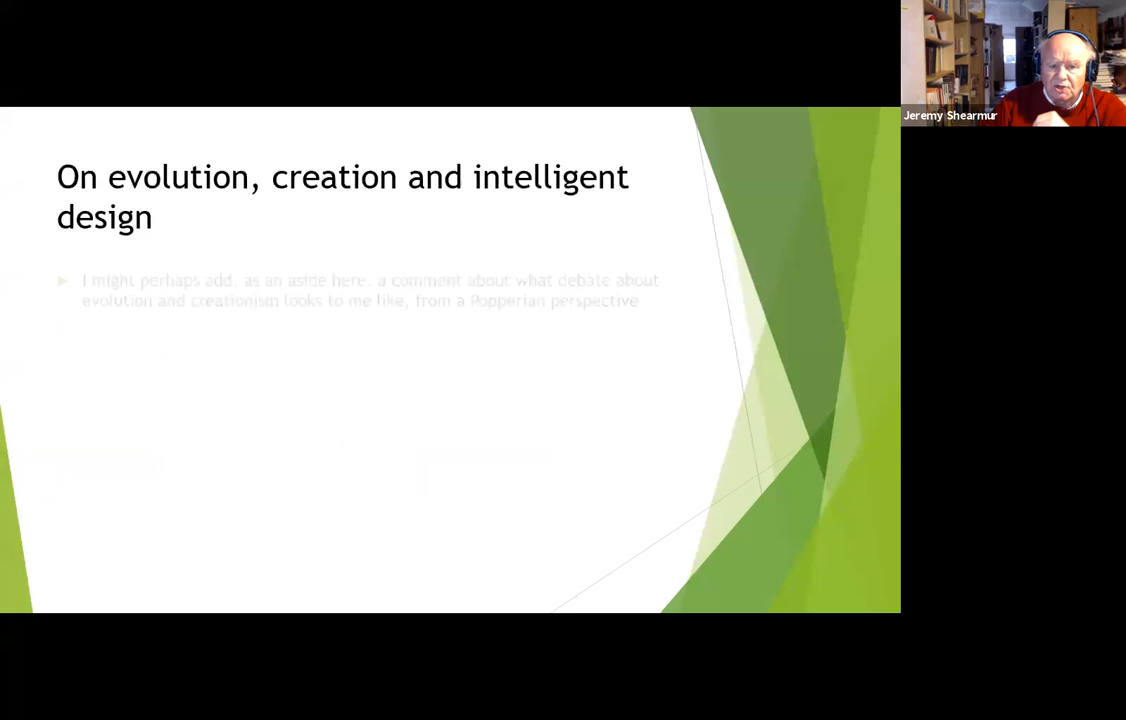 Jeremy Shearmur
On evolution, creation and intelligent
design
I might perhaps add, as an aside here, a comment about what debate about
evolution and creationism looks to me like, from a Popperian perspective